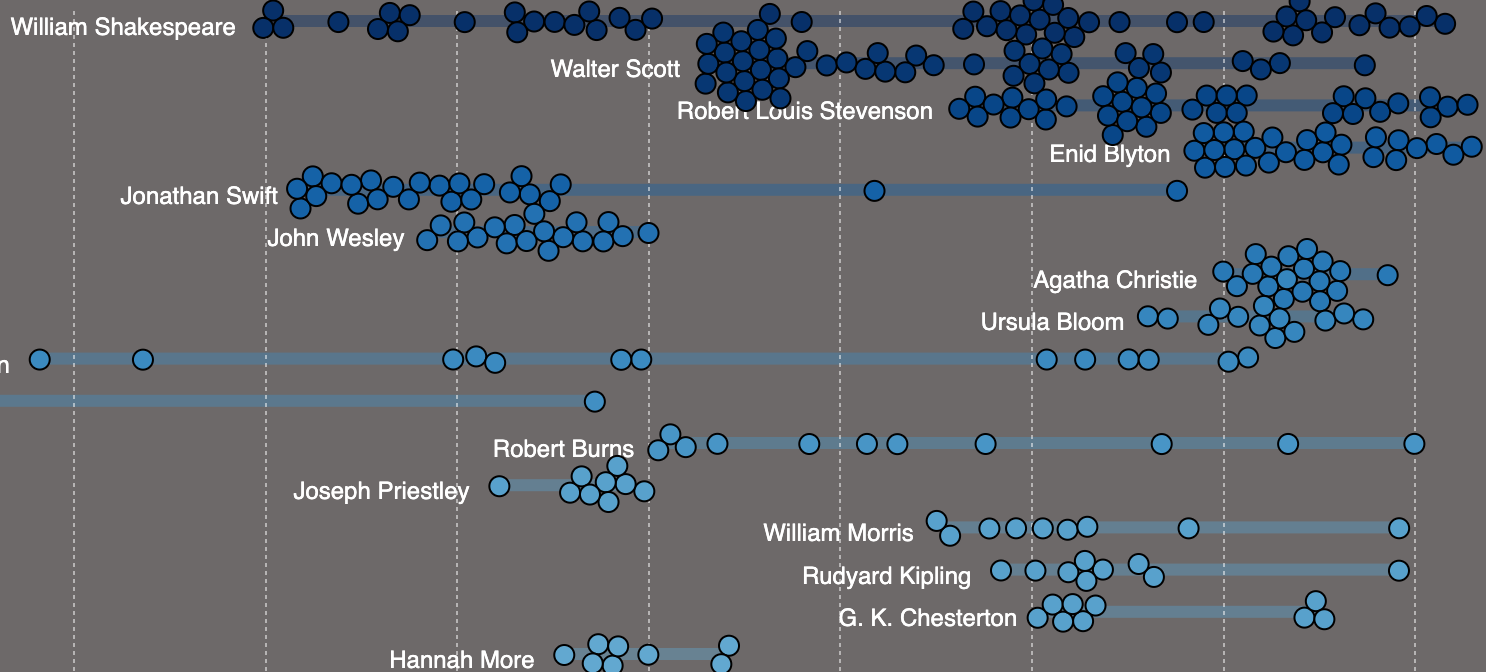 William Shakespeare
Walter Scott
Robert Louis Stevenson
Enid Blyton
Jonathan Swift
John Wesley
Agatha Christie
Ursula Bloom
n
Robert Burns
Joseph Priestley
William Morris
Rudyard Kipling
G. K. Chesterton
Hannah More